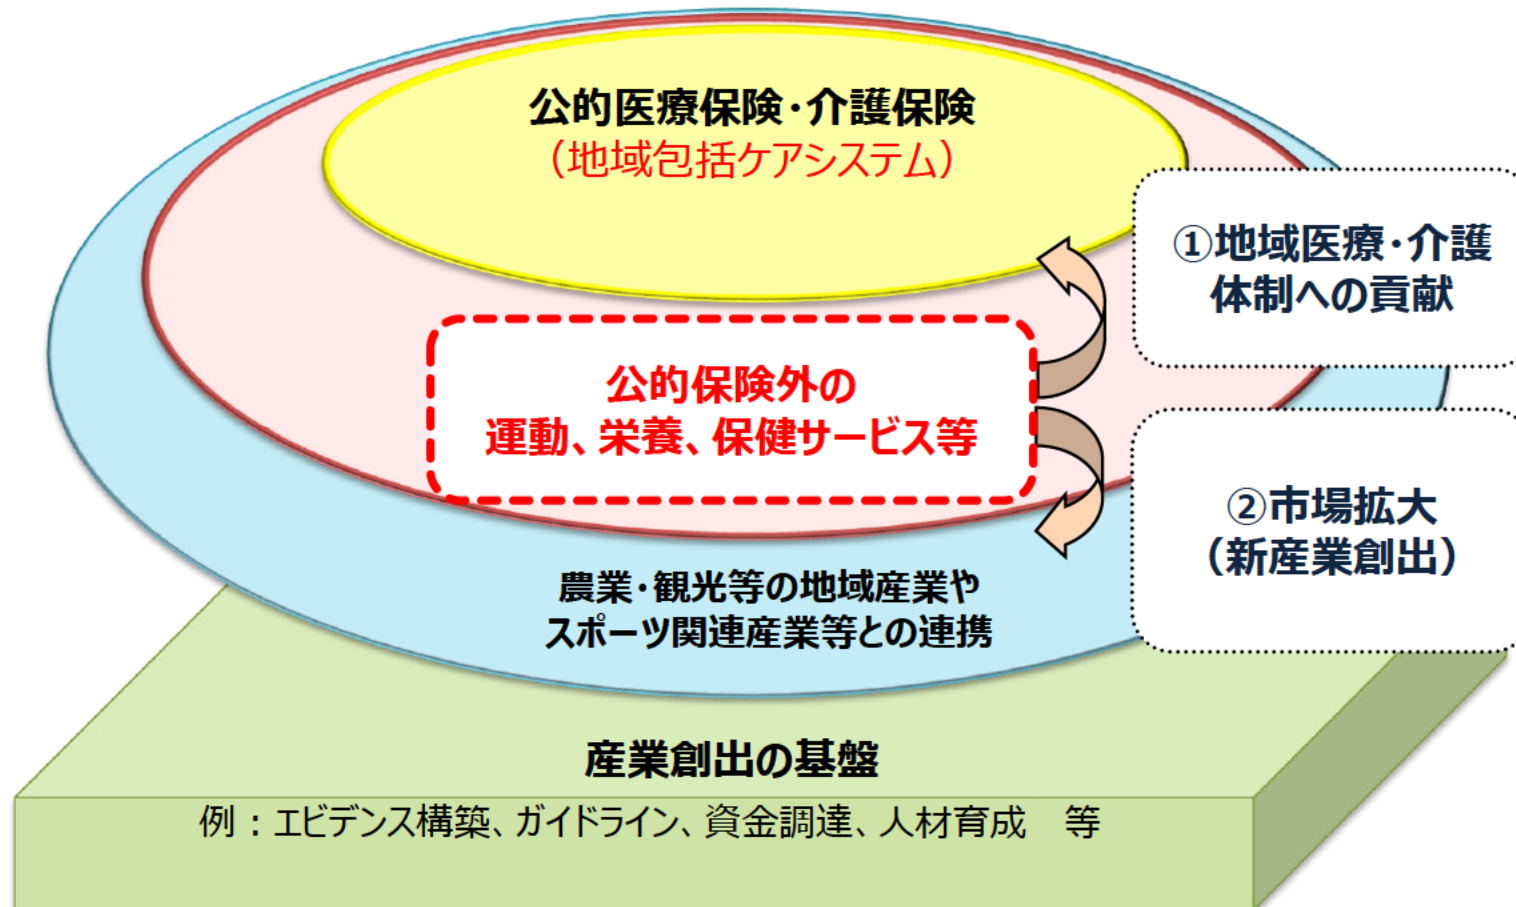 公的医療保険・介護保険
（地域包括ケアシステム）
①地域医療・介護
体制への貢献
公的保険外の
運動、栄養、保健サービス等
②市場拡大
（新産業創出）
農業・観光等の地域産業や
スポーツ関連産業等との連携
産業創出の基盤
例：エビデンス構築、ガイドライン、資金調達、人材育成　等